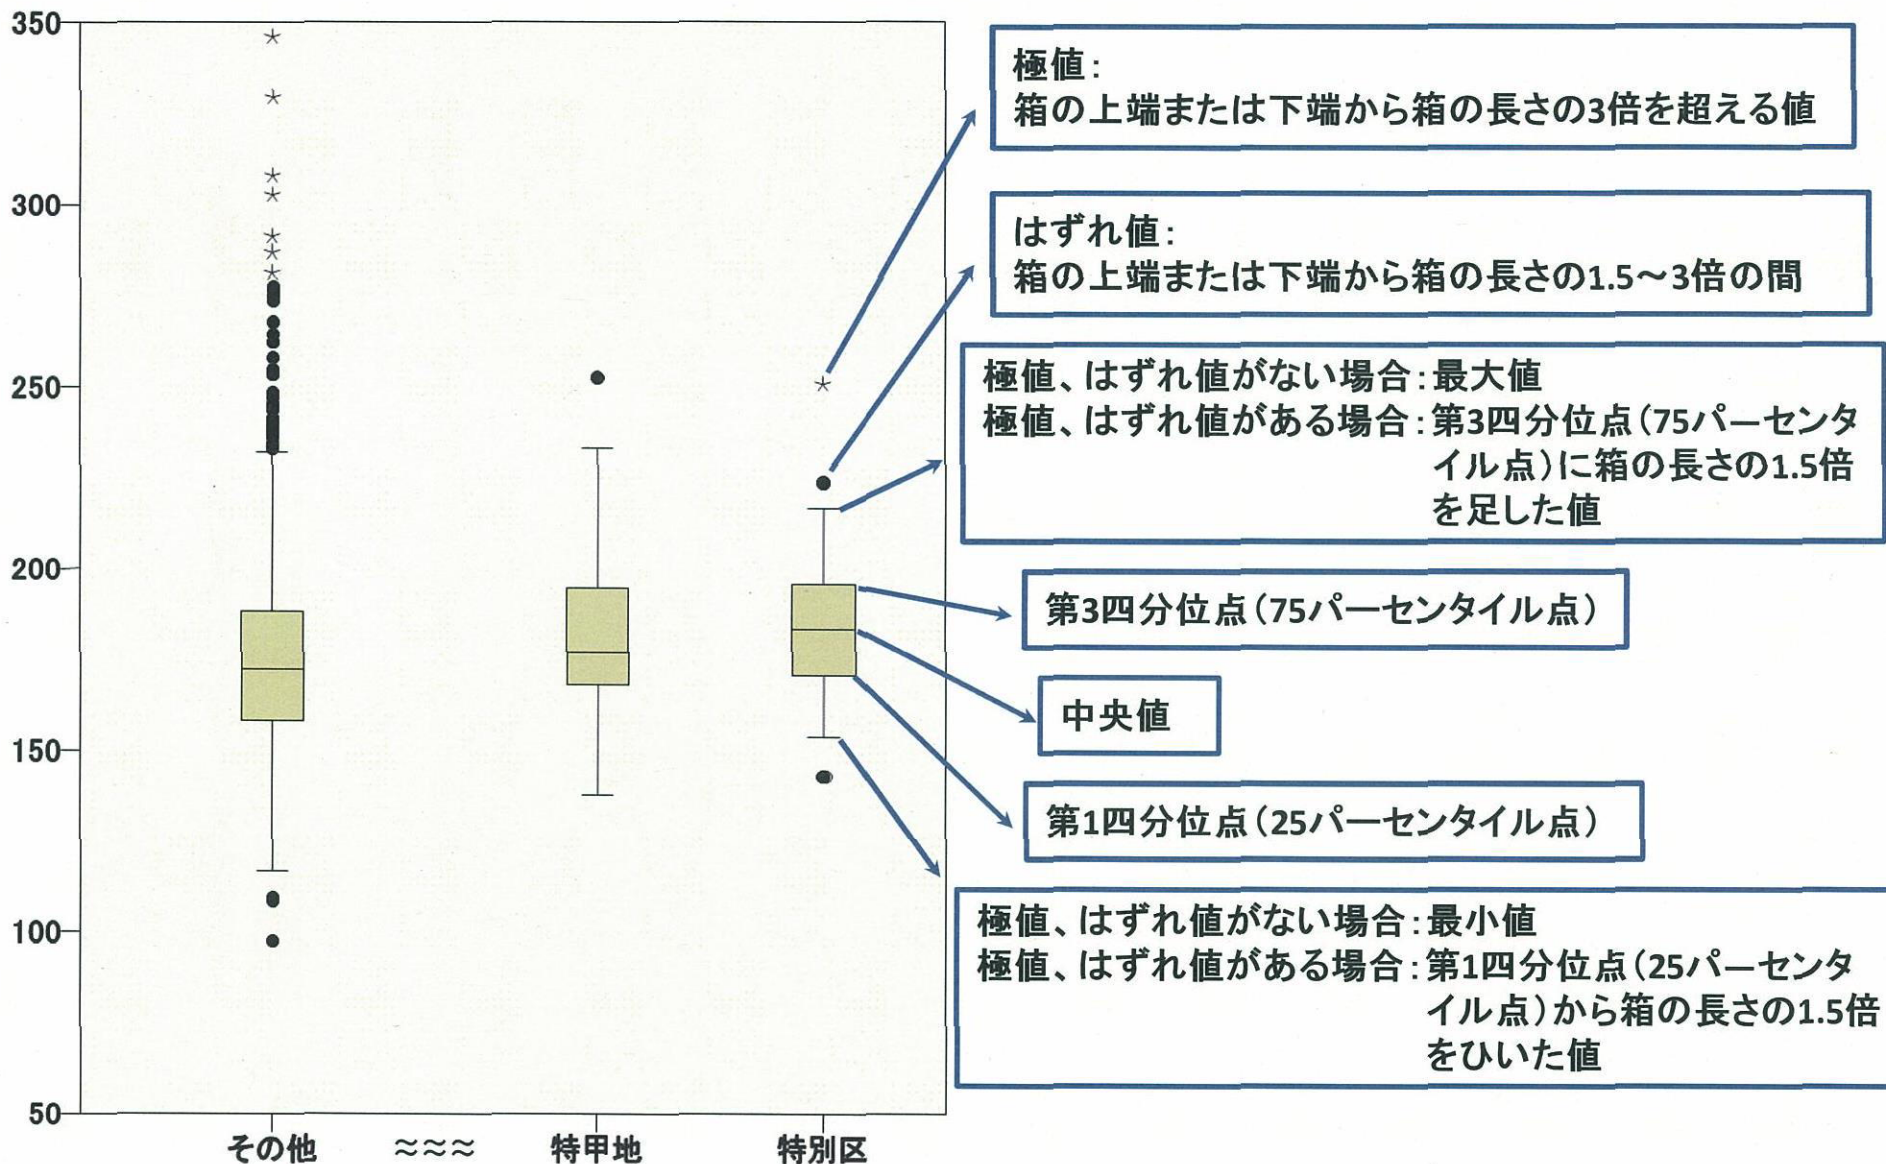 350
300
250
200
150
100
50
その他
≈≈≈
特甲地
特別区
極値：
箱の上端または下端から箱の長さの3倍を超える値
はずれ値：
箱の上端または下端から箱の長さの1.5～3倍の間
極値、はずれ値がない場合：最大値
極値、はずれ値がある場合：第3四分位点（75パーセンタ
イル点）に箱の長さの1.5倍
を足した値
第3四分位点（75パーセンタイル点）
中央値
第1四分位点（25パーセンタイル点）
極値、はずれ値がない場合：最小値
極値、はずれ値がある場合：第1四分位点（25パーセンタ
イル点）から箱の長さの1.5倍
をひいた値